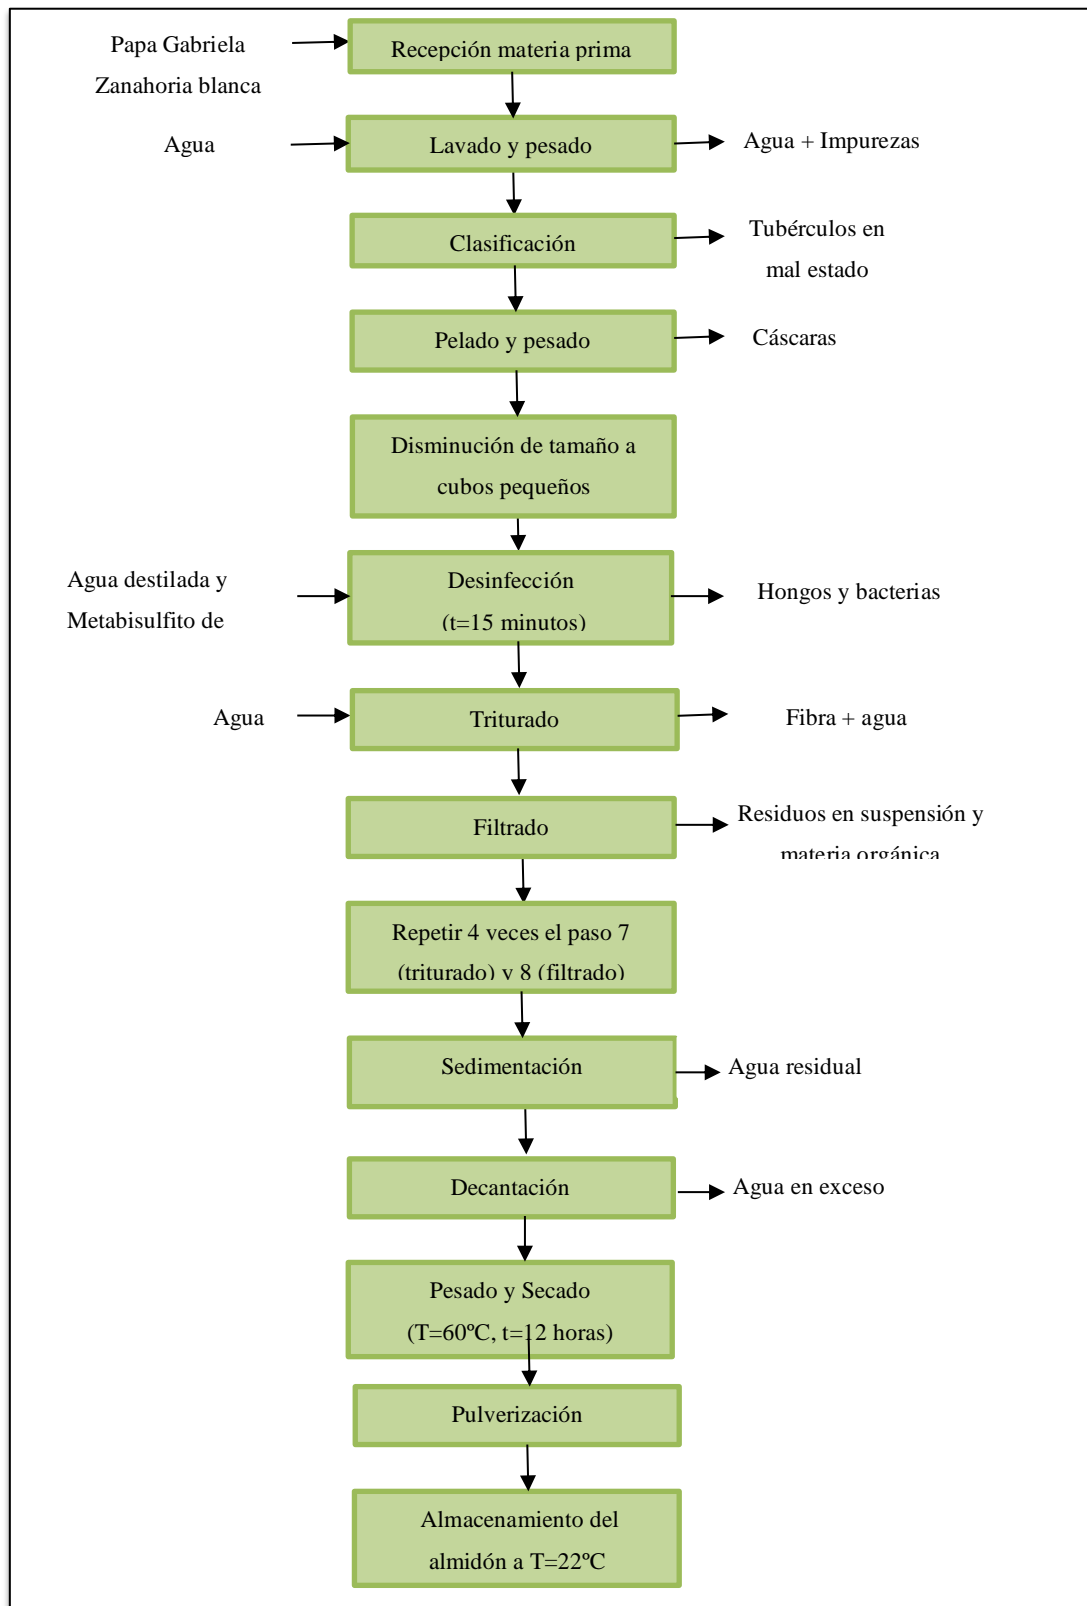 Papa Gabriela
Zanahoria blanca
Recepción materia prima
Agua
Lavado y pesado
Agua + Impurezas
Clasificación
Tubérculos en
mal estado
Pelado y pesado
Cáscaras
Disminución de tamaño a
cubos pequeños
Agua destilada y
Metabisulfito de
Desinfección
(t=15 minutos)
Hongos y bacterias
Agua
Triturado
Fibra + agua
Filtrado
Residuos en suspensión y
materia orgánica
Repetir 4 veces el paso 7
(triturado) y 8 (filtrado)
Sedimentación
Agua residual
Decantación
Agua en exceso
Pesado y Secado
(T=60ºC, t=12 horas)
Pulverización
Almacenamiento del
almidón a T=22ºC